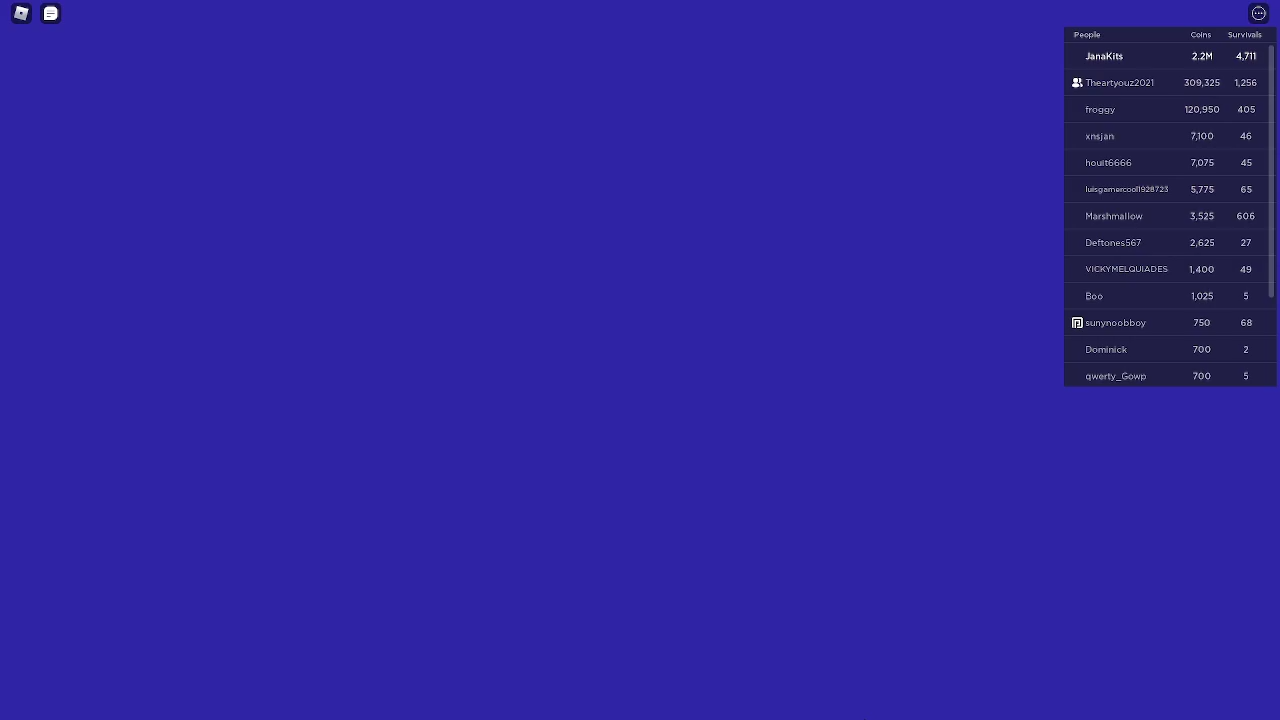 People Coins Survivals
JanaKits 2.2M 4,711
Theartyouz2021 309,325 1,256
froggy 120,950 405
xnsjan 7,100 46
houit6666 7,075 45
luisgamercool1928723 5,775 65
Marshmallow 3,525 606
Deftones567 2,625 27
VICKYMELQUIADES 1,400 49
Boo 1,025 5
sunynoobboy 750 68
Dominick 700 2
qwerty_Gowp 700 5